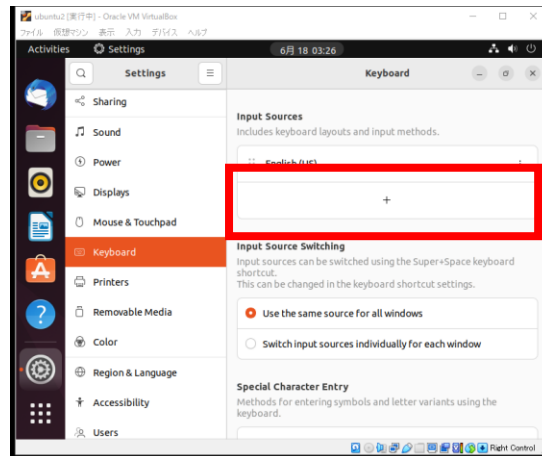 ubuntu2 [実行中] - Oracle VM VirtualBox
ファイル 仮想マシン 表示 入力 デバイス ヘルプ
Activities Settings 6月 18 03:26
Settings Keyboard
Sharing
Sound
Power
Displays
Mouse & Touchpad
Keyboard
Printers
Removable Media
Color
Region & Language
Accessibility
Users
Input Sources
Includes keyboard layouts and input methods.
English (US)
+
Input Source Switching
Input sources can be switched using the Super+Space keyboard
shortcut.
This can be changed in the keyboard shortcut settings.
Use the same source for all windows
Switch input sources individually for each window
Special Character Entry
Methods for entering symbols and letter variants using the
keyboard.
Right Control